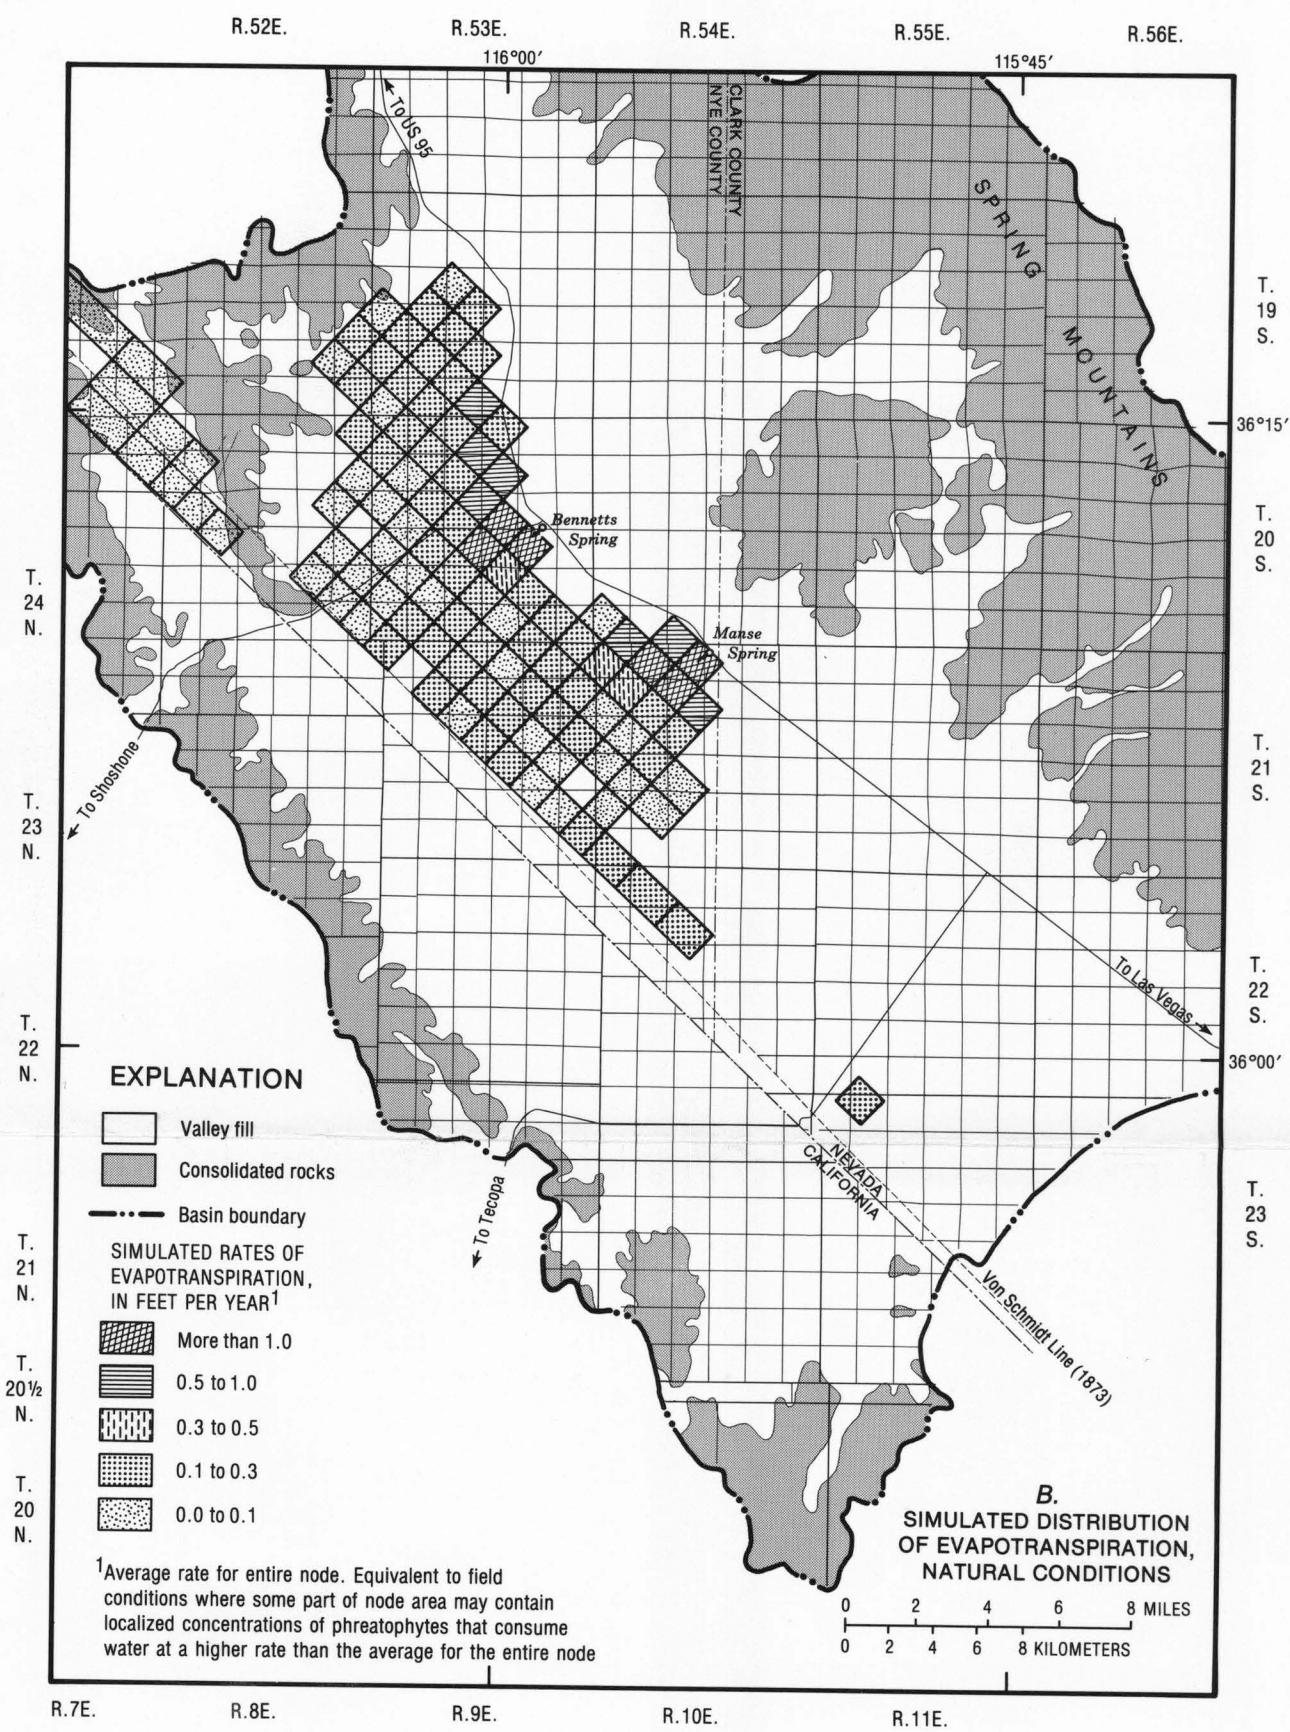 R.52E. R.53E. R.54E. R.55E. R.56E.
116°00′ 115°45′
To US 95
CLARK COUNTY
NYE COUNTY
SPRING MOUNTAINS
T.
19
S.
36°15′
Bennetts
Spring
T.
20
S.
T.
24
N.
Manse
Spring
To Shoshone
T.
21
S.
T.
23
N.
To Las Vegas
T.
22
S.
T.
22
N.
36°00′
NEVADA
CALIFORNIA
To Tecopa
T.
23
S.
Von Schmidt Line (1873)
T.
21
N.
T.
20½
N.
T.
20
N.
EXPLANATION
Valley fill
Consolidated rocks
Basin boundary
SIMULATED RATES OF
EVAPOTRANSPIRATION,
IN FEET PER YEAR1
More than 1.0
0.5 to 1.0
0.3 to 0.5
0.1 to 0.3
0.0 to 0.1
1Average rate for entire node. Equivalent to field
conditions where some part of node area may contain
localized concentrations of phreatophytes that consume
water at a higher rate than the average for the entire node
B.
SIMULATED DISTRIBUTION
OF EVAPOTRANSPIRATION,
NATURAL CONDITIONS
0 2 4 6 8 MILES
0 2 4 6 8 KILOMETERS
R.7E. R.8E. R.9E. R.10E. R.11E.